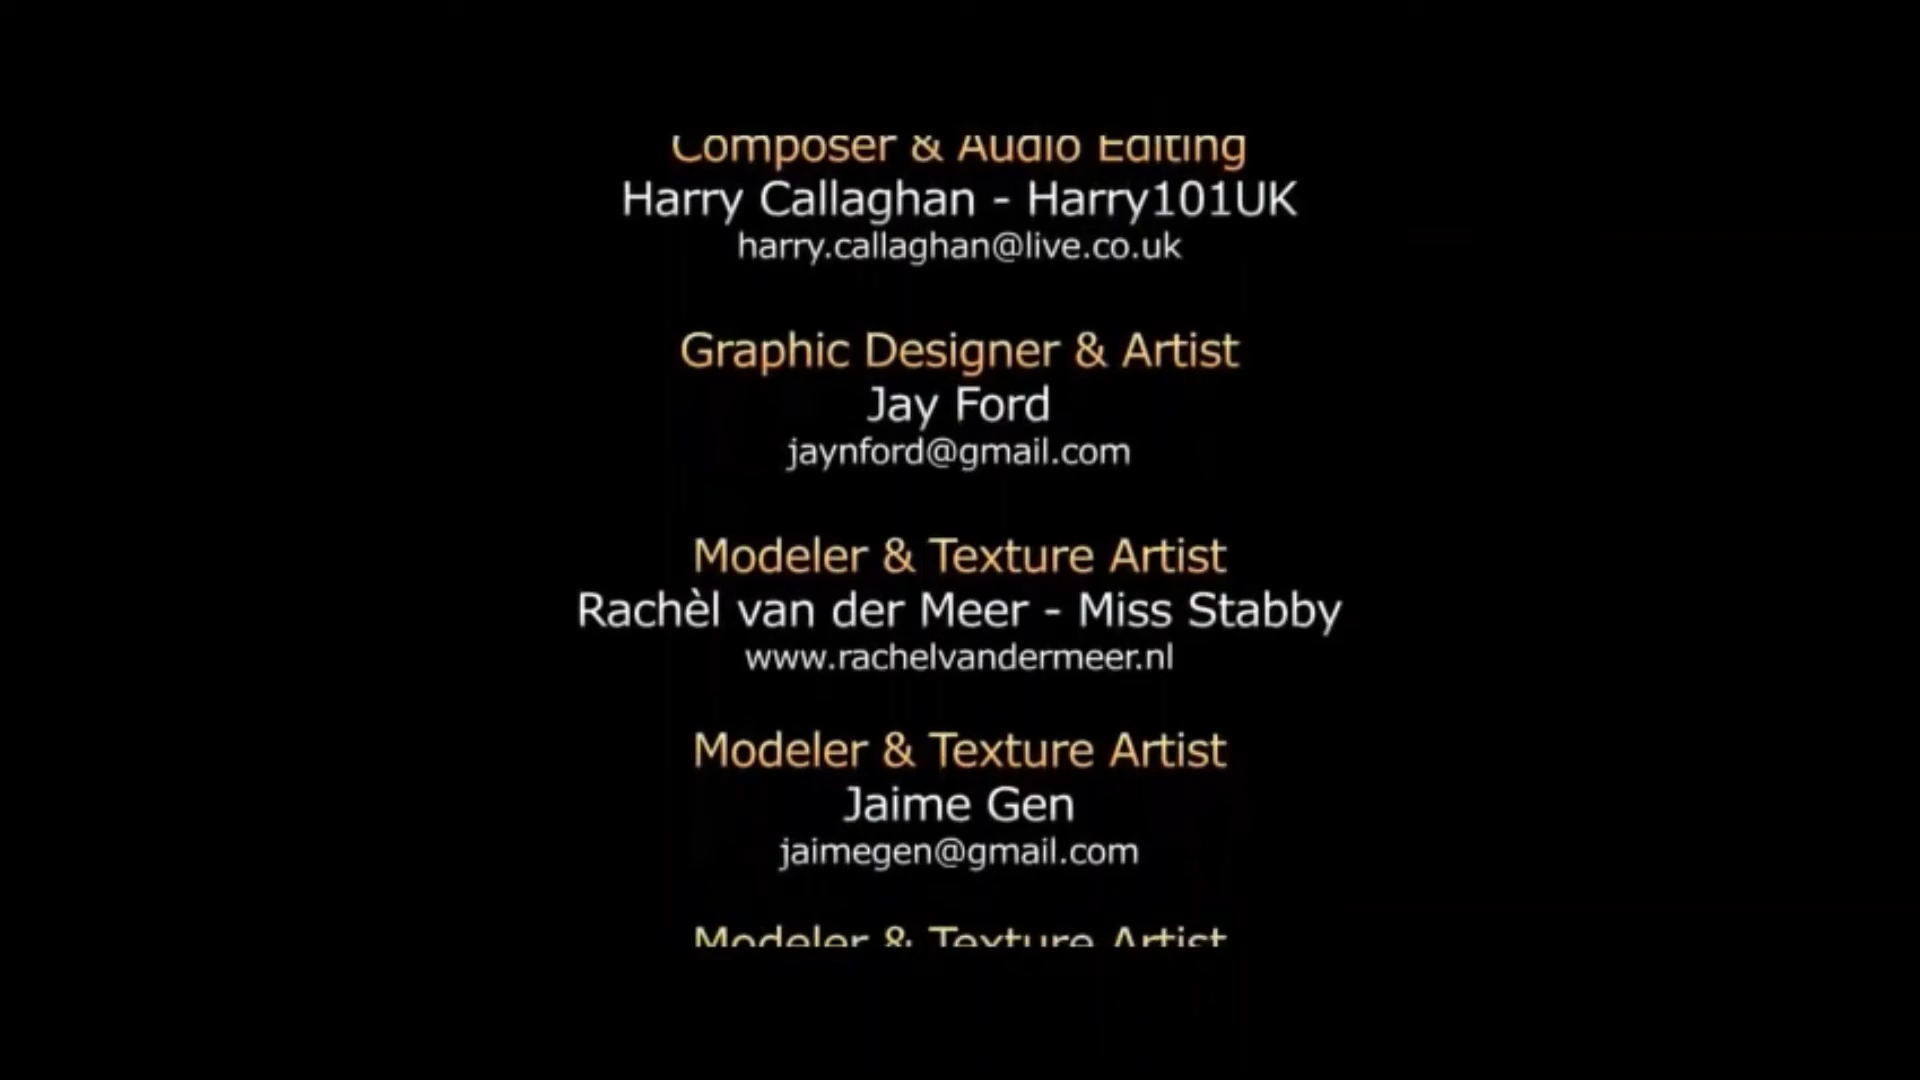 Composer & Audio Editing
Harry Callaghan - Harry101UK
harry.callaghan@live.co.uk
Graphic Designer & Artist
Jay Ford
jaynford@gmail.com
Modeler & Texture Artist
Rachèl van der Meer - Miss Stabby
www.rachelvandermeer.nl
Modeler & Texture Artist
Jaime Gen
jaimegen@gmail.com
Modeler & Texture Artist